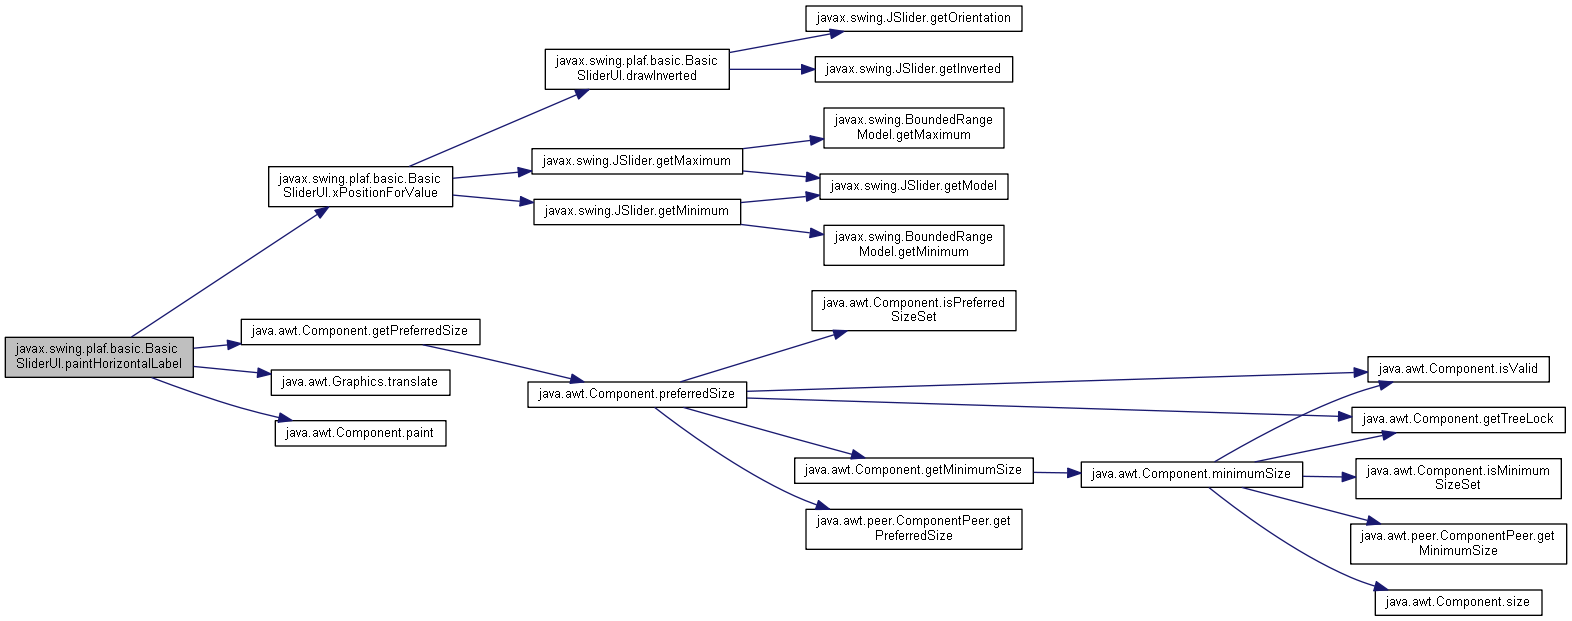 javax.swing.JSlider.getOrientation
javax.swing.plaf.basic.Basic
SliderUI.drawInverted
javax.swing.JSlider.getInverted
javax.swing.BoundedRange
Model.getMaximum
javax.swing.JSlider.getMaximum
javax.swing.plaf.basic.Basic
SliderUI.xPositionForValue
javax.swing.JSlider.getModel
javax.swing.JSlider.getMinimum
javax.swing.BoundedRange
Model.getMinimum
java.awt.Component.isPreferred
SizeSet
java.awt.Component.getPreferredSize
javax.swing.plaf.basic.Basic
SliderUI.paintHorizontalLabel
java.awt.Graphics.translate
java.awt.Component.preferredSize
java.awt.Component.isValid
java.awt.Component.getTreeLock
java.awt.Component.paint
java.awt.Component.getMinimumSize
java.awt.Component.minimumSize
java.awt.Component.isMinimum
SizeSet
java.awt.peer.ComponentPeer.get
PreferredSize
java.awt.peer.ComponentPeer.get
MinimumSize
java.awt.Component.size